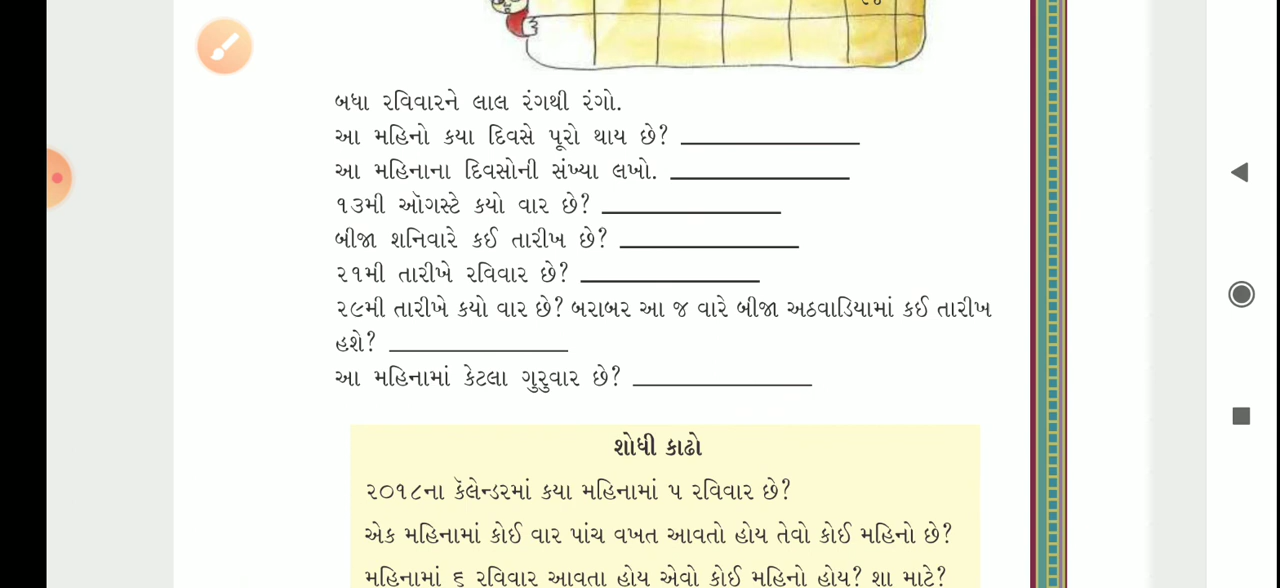 બધા રવિવારને લાલ રંગથી રંગો.
આ મહિનો કયા દિવસે પૂરો થાય છે?
આ મહિનાના દિવસોની સંખ્યા લખો.
૧૩મી ઑગસ્ટે કયો વાર છે?
બીજા શનિવારે કઈ તારીખ છે?
૨૧મી તારીખે રવિવાર છે?
૨૯મી તારીખે કયો વાર છે? બરાબર આ જ વારે બીજા અઠવાડિયામાં કઈ તારીખ
હશે?
આ મહિનામાં કેટલા ગુરુવાર છે?
શોધી કાઢો
૨૦૧૮ના કૅલેન્ડરમાં કયા મહિનામાં ૫ રવિવાર છે?
એક મહિનામાં કોઈ વાર પાંચ વખત આવતો હોય તેવો કોઈ મહિનો છે?
મહિનામાં ૬ રવિવાર આવતા હોય એવો કોઈ મહિનો હોય? શા માટે?